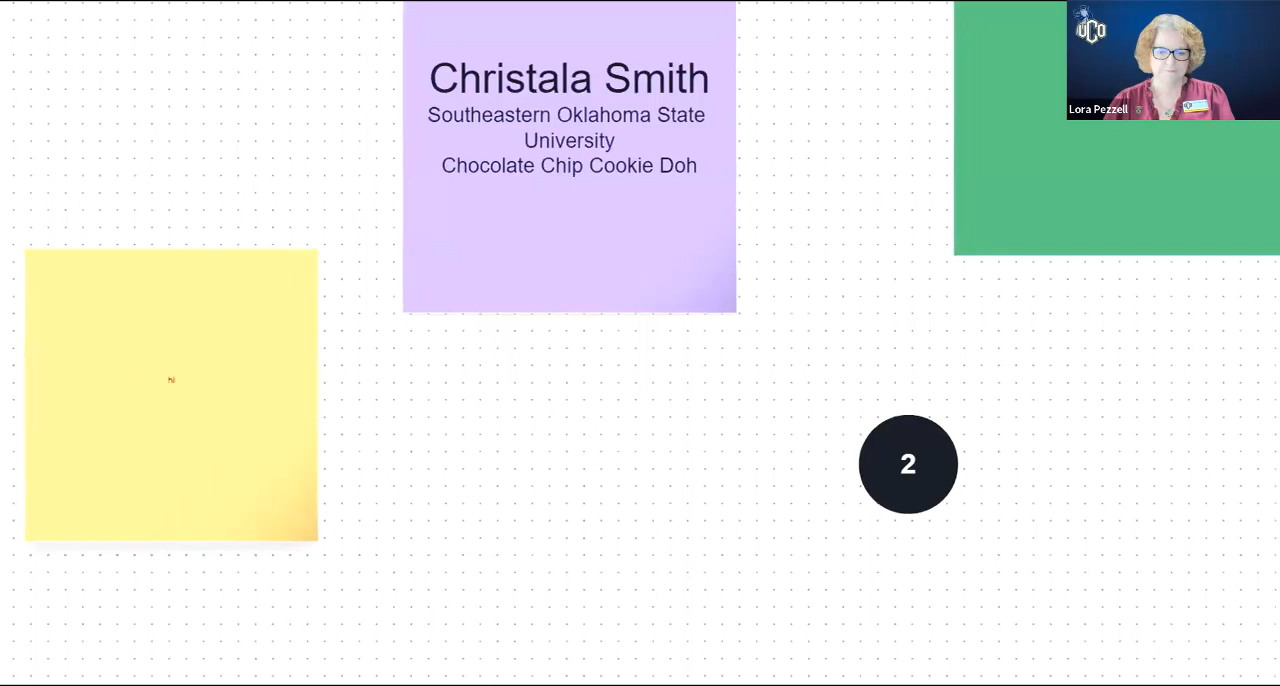 Christala Smith
Southeastern Oklahoma State
University
Chocolate Chip Cookie Doh
UCO
Lora Pezzell
hi
2